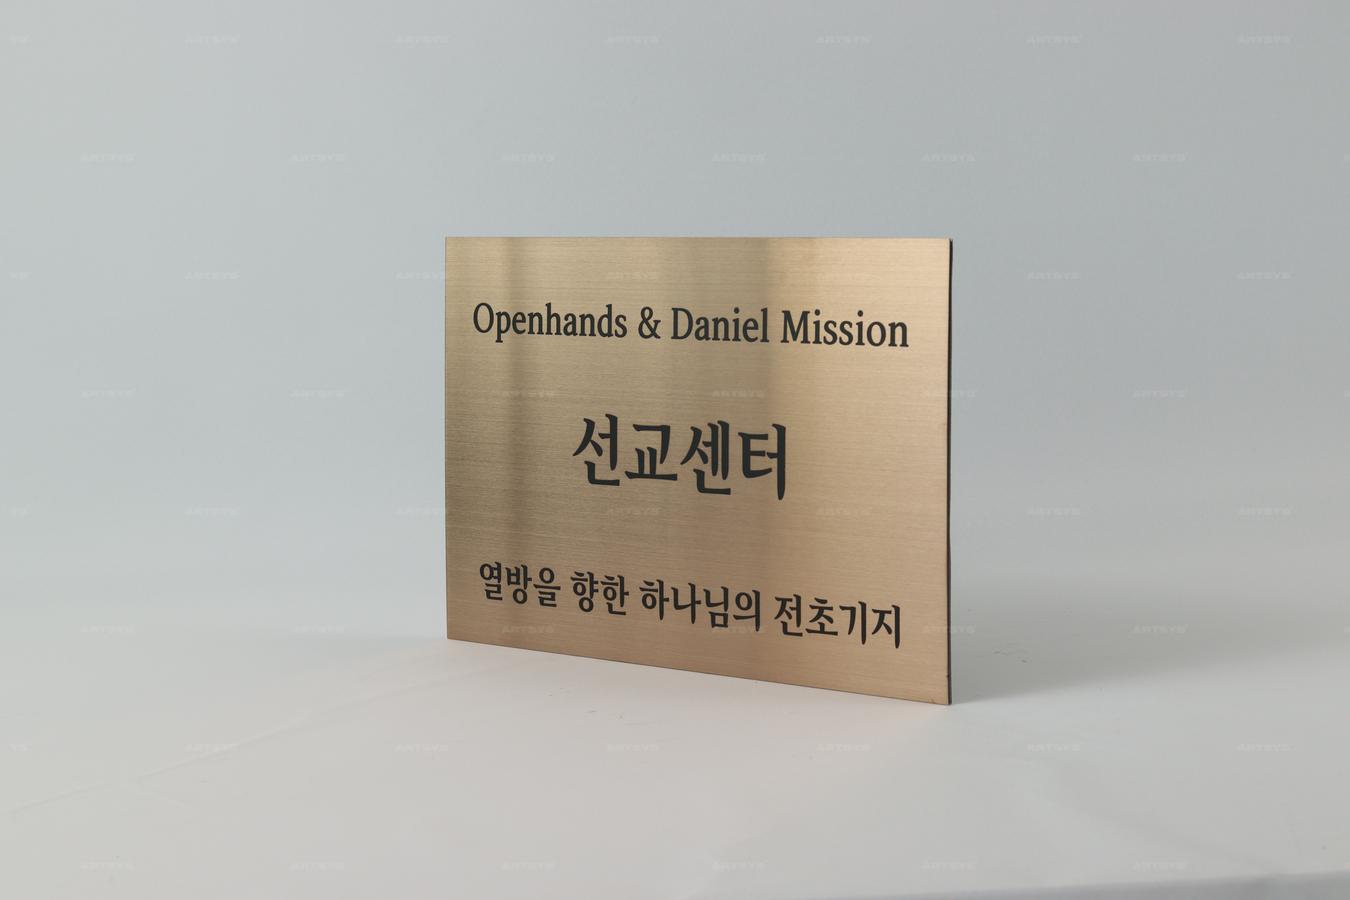 Openhands & Daniel Mission
선교센터
열방을 향한 하나님의 전초기지
ARTSYS